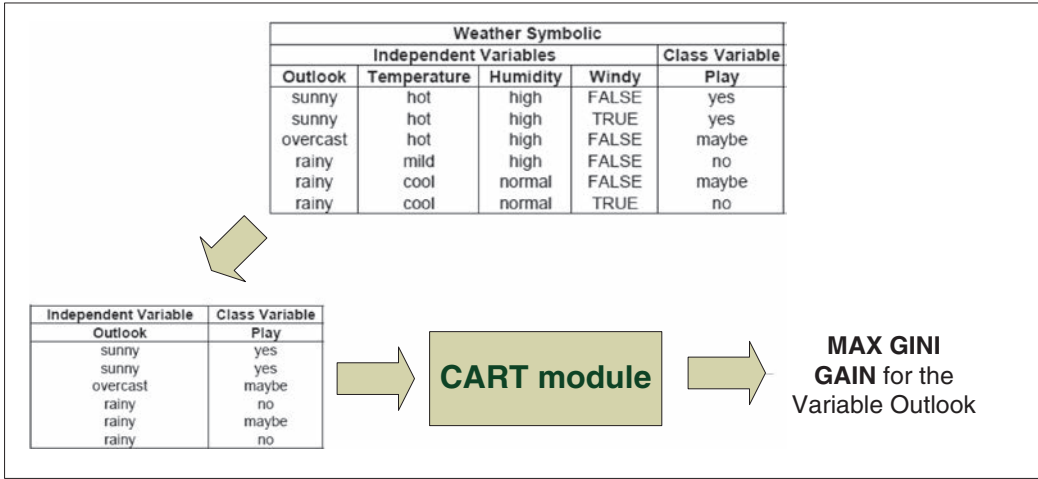 Weather Symbolic
Independent Variables Class Variable
Outlook Temperature Humidity Windy Play
sunny hot high FALSE yes
sunny hot high TRUE yes
overcast hot high FALSE maybe
rainy mild high FALSE no
rainy cool normal FALSE maybe
rainy cool normal TRUE no
Independent Variable Class Variable
Outlook Play
sunny yes
sunny yes
overcast maybe
rainy no
rainy maybe
rainy no
CART module
MAX GINI
GAIN for the
Variable Outlook